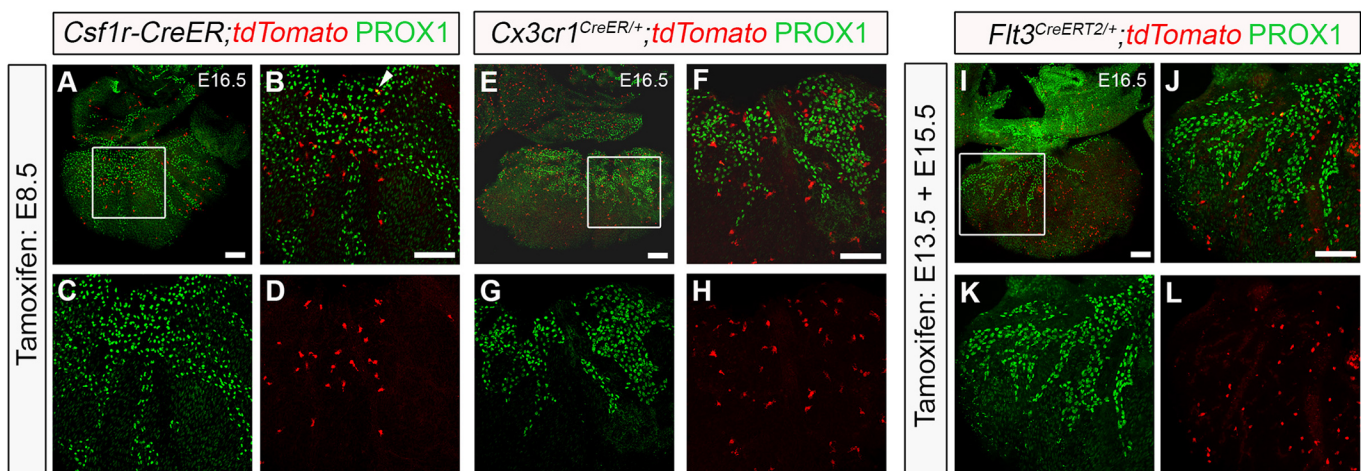 Csf1r-CreER;tdTomato PROX1
Cx3cr1CreER/+;tdTomato PROX1
Flt3CreERT2/+;tdTomato PROX1
Tamoxifen: E8.5
A
E16.5
B
E
E16.5
F
Tamoxifen: E13.5 + E15.5
I
E16.5
J
C
D
G
H
K
L